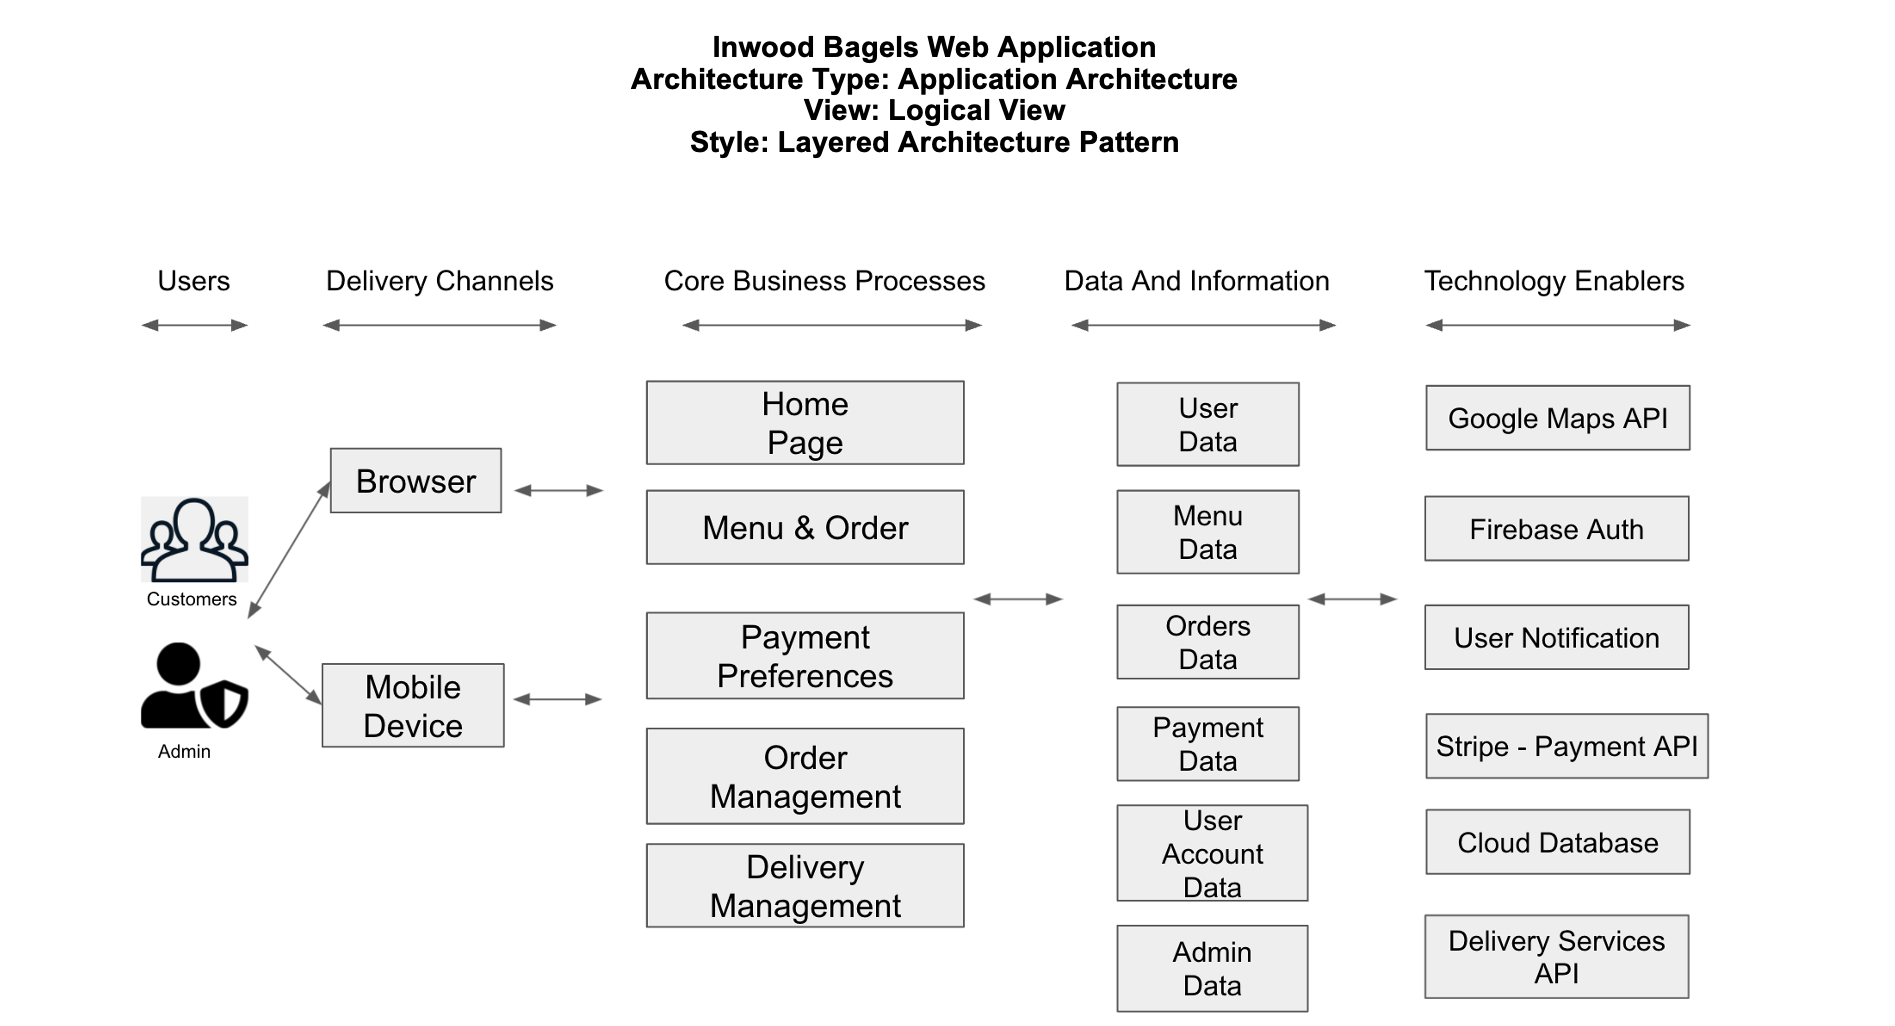 Inwood Bagels Web Application
Architecture Type: Application Architecture
View: Logical View
Style: Layered Architecture Pattern
Users
Delivery Channels
Core Business Processes
Data And Information
Technology Enablers
Customers
Admin
Browser
Mobile
Device
Home
Page
Menu & Order
Payment
Preferences
Order
Management
Delivery
Management
User
Data
Menu
Data
Orders
Data
Payment
Data
User
Account
Data
Admin
Data
Google Maps API
Firebase Auth
User Notification
Stripe - Payment API
Cloud Database
Delivery Services
API